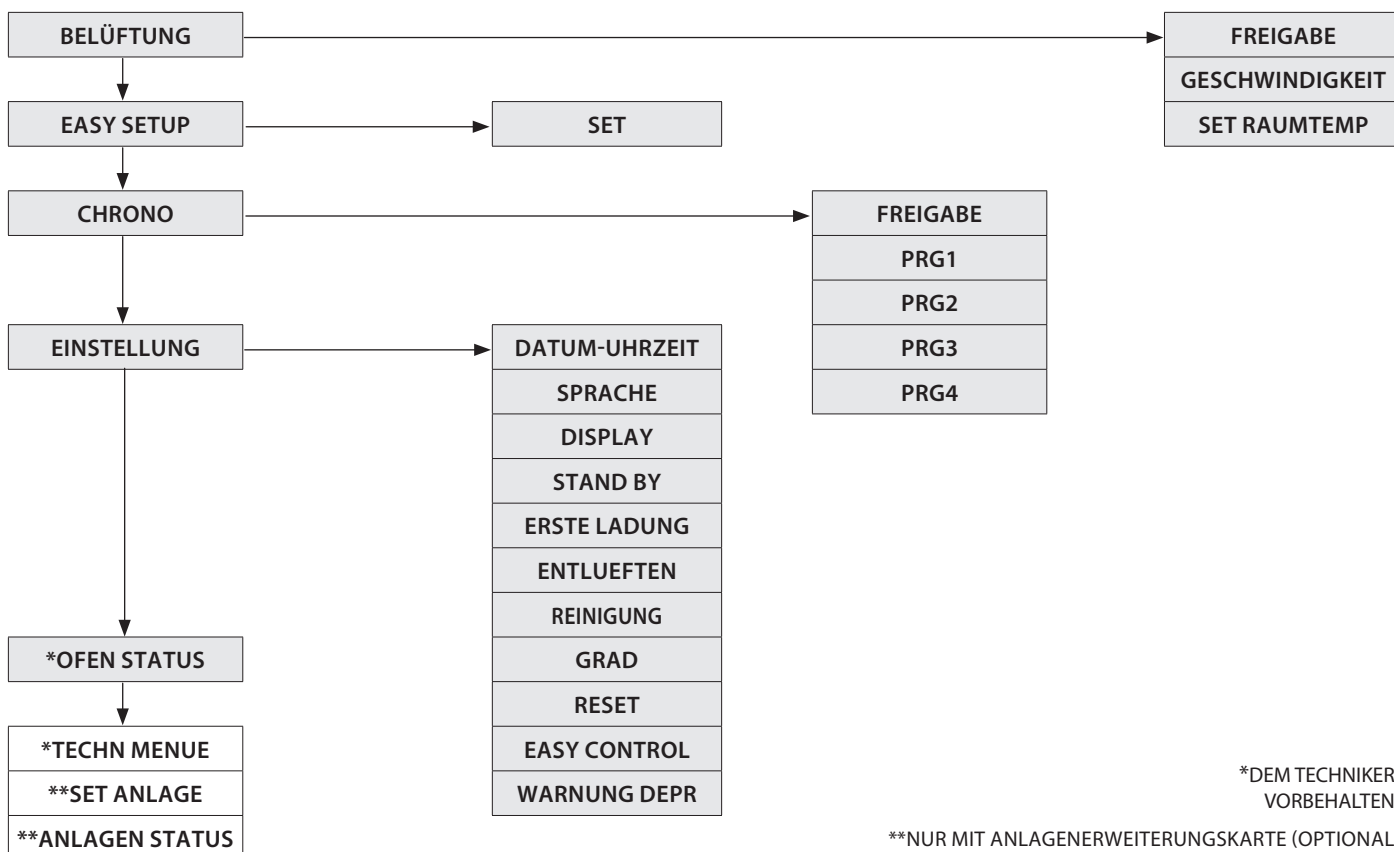 BELÜFTUNG
FREIGABE
GESCHWINDIGKEIT
SET RAUMTEMP
EASY SETUP
SET
CHRONO
FREIGABE
PRG1
PRG2
PRG3
PRG4
EINSTELLUNG
DATUM-UHRZEIT
SPRACHE
DISPLAY
STAND BY
ERSTE LADUNG
ENTLUEFTEN
REINIGUNG
GRAD
RESET
EASY CONTROL
WARNUNG DEPR
*OFEN STATUS
*TECHN MENUE
**SET ANLAGE
**ANLAGEN STATUS
*DEM TECHNIKER
VORBEHALTEN
**NUR MIT ANLAGENERWEITERUNGSKARTE (OPTIONAL